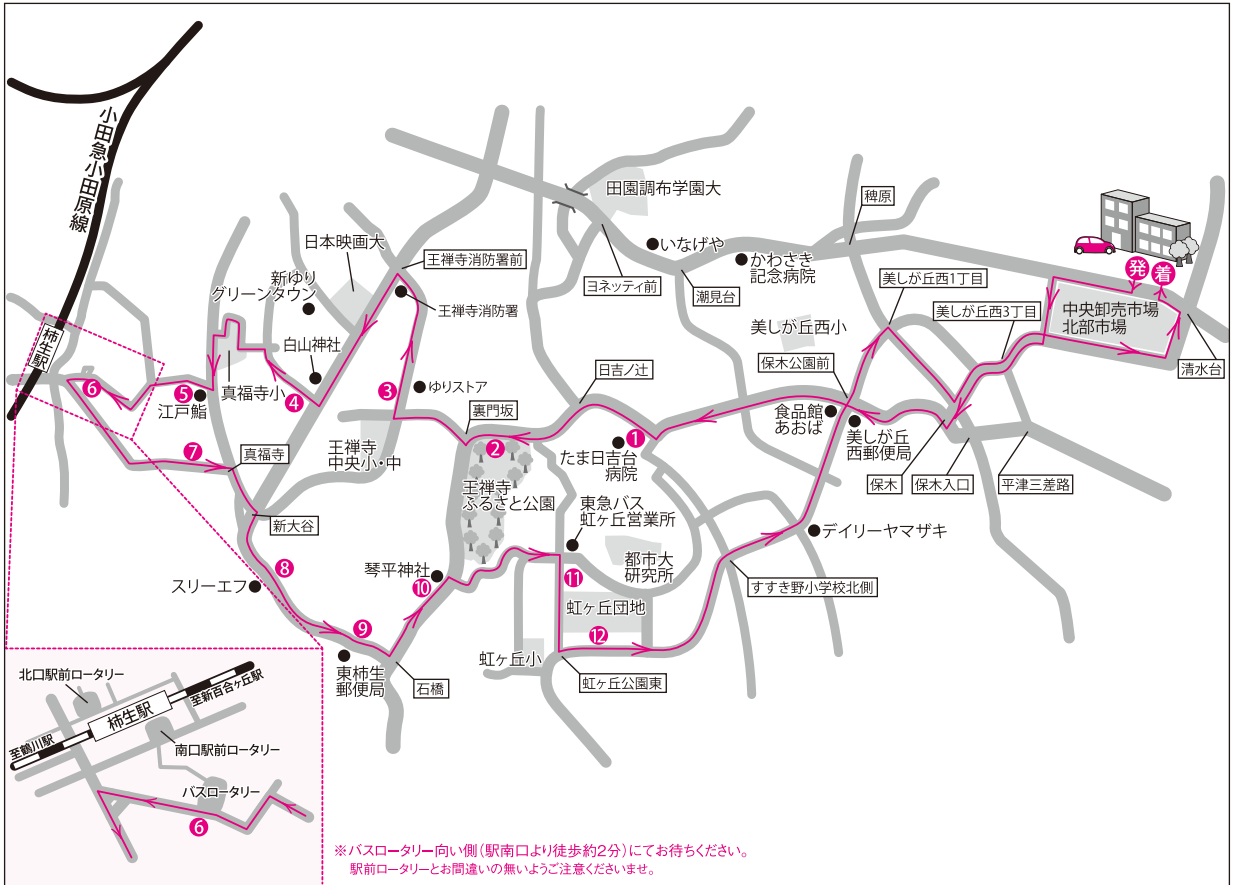 小田急小田原線
柿生駅
日本映画大
新ゆり
グリーンタウン
白山神社
真福寺小
江戸鮨
王禅寺消防署前
王禅寺消防署
ゆりストア
王禅寺
中央小・中
裏門坂
真福寺
新大谷
スリーエフ
東柿生
郵便局
石橋
琴平神社
王禅寺
ふるさと公園
田園調布学園大
いなげや
ヨネッティ前
潮見台
かわさき
記念病院
稗原
美しが丘西1丁目
美しが丘西3丁目
美しが丘西小
保木公園前
日吉ノ辻
食品館
あおば
美しが丘
西郵便局
たま日吉台
病院
東急バス
虹ヶ丘営業所
都市大
研究所
虹ヶ丘団地
虹ヶ丘小
虹ヶ丘公園東
すすき野小学校北側
デイリーヤマザキ
保木
保木入口
平津三差路
発
着
中央卸売市場
北部市場
清水台
1
2
3
4
5
6
7
8
9
10
11
12
北口駅前ロータリー
柿生駅
至新百合ヶ丘駅
至鶴川駅
南口駅前ロータリー
バスロータリー
6
※バスロータリー向い側(駅南口より徒歩約2分)にてお待ちください。
駅前ロータリーとお間違いの無いようご注意くださいませ。